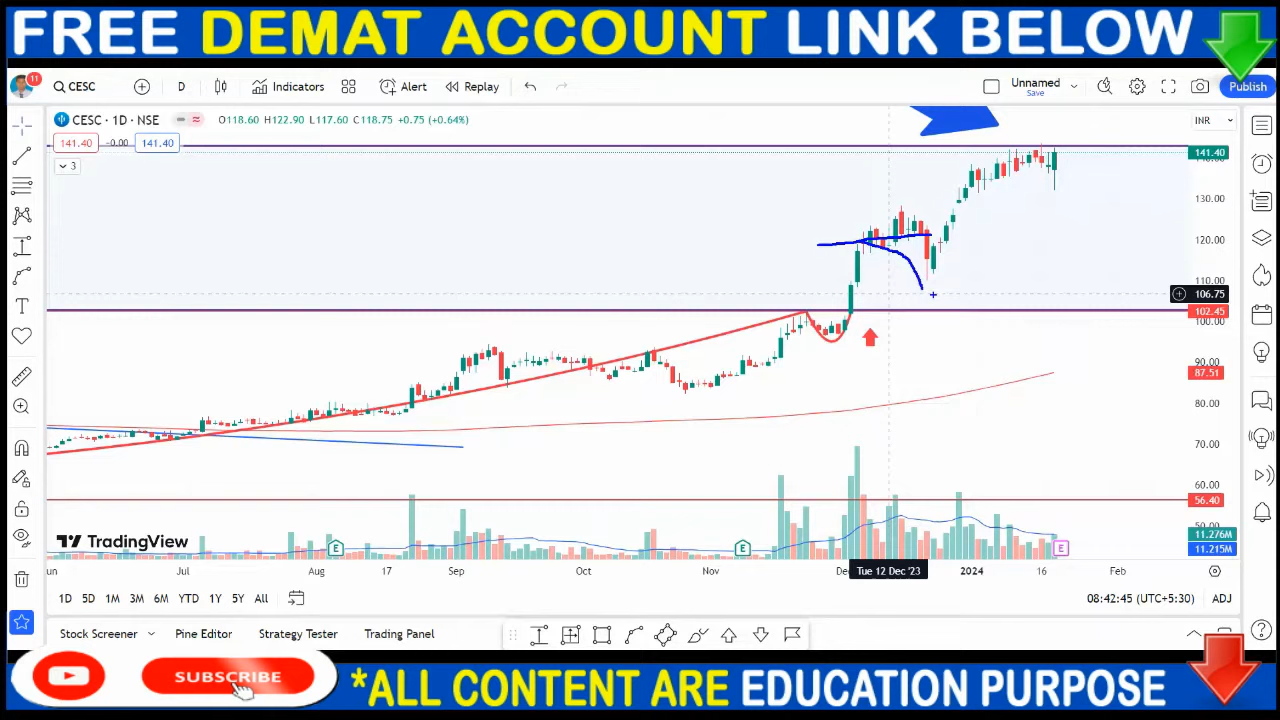 FREE DEMAT ACCOUNT LINK BELOW
11
CESC
D
Indicators
Alert
Replay
Unnamed
Save
Publish
CESC · 1D · NSE
O118.60 H122.90 L117.60 C118.75 +0.75 (+0.64%)
INR
141.40
-0.00
141.40
3
141.40
130.00
120.00
110.00
106.75
102.45
100.00
90.00
87.51
80.00
70.00
60.00
56.40
50.00
11.276M
11.215M
TradingView
E
E
E
Jul
Aug
Sep
Oct
Nov
Tue 12 Dec '23
2024
16
Feb
1D 5D 1M 3M 6M YTD 1Y 5Y All
08:42:45 (UTC+5:30)
ADJ
Stock Screener
Pine Editor
Strategy Tester
Trading Panel
SUBSCRIBE
*ALL CONTENT ARE EDUCATION PURPOSE